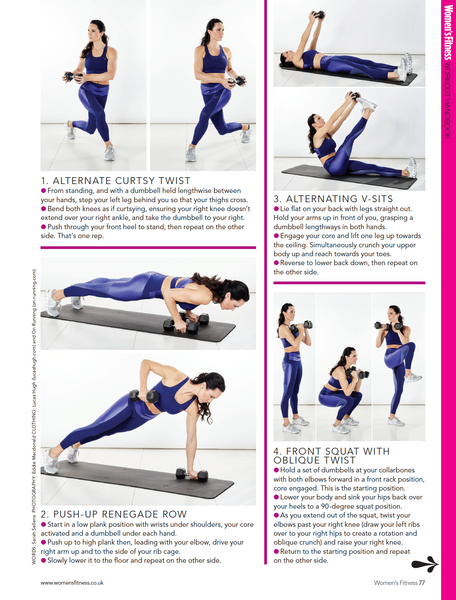 Women's Fitness WORKOUT HANDBOOK
1. ALTERNATE CURTSY TWIST
● From standing, and with a dumbbell held lengthwise between
your hands, step your left leg behind you so that your thighs cross.
● Bend both knees as if curtsying, ensuring your right knee doesn't
extend over your right ankle, and take the dumbbell to your right.
● Push through your front heel to stand, then repeat on the other
side. That's one rep.
2. PUSH-UP RENEGADE ROW
● Start in a low plank position with wrists under shoulders, your core
activated and a dumbbell under each hand.
● Push up to high plank then, leading with your elbow, drive your
right arm up and to the side of your rib cage.
● Slowly lower it to the floor and repeat on the other side.
3. ALTERNATING V-SITS
● Lie flat on your back with legs straight out.
Hold your arms up in front of you, grasping a
dumbbell lengthways in both hands.
● Engage your core and lift one leg up towards
the ceiling. Simultaneously crunch your upper
body up and reach towards your toes.
● Reverse to lower back down, then repeat on
the other side.
4. FRONT SQUAT WITH
OBLIQUE TWIST
● Hold a set of dumbbells at your collarbones
with both elbows forward in a front rack position,
core engaged. This is the starting position.
● Lower your body and sink your hips back over
your heels to a 90-degree squat position.
● As you extend out of the squat, twist your
elbows past your right knee (draw your left ribs
over to your right hips to create a rotation and
oblique crunch) and raise your right knee.
● Return to the starting position and repeat
on the other side.
WORDS: Sarah Sellens PHOTOGRAPHY: Eddie Macdonald CLOTHING: Lucas Hugh (lucashugh.com) and On Running (on-running.com)
www.womensfitness.co.uk
Women's Fitness 77